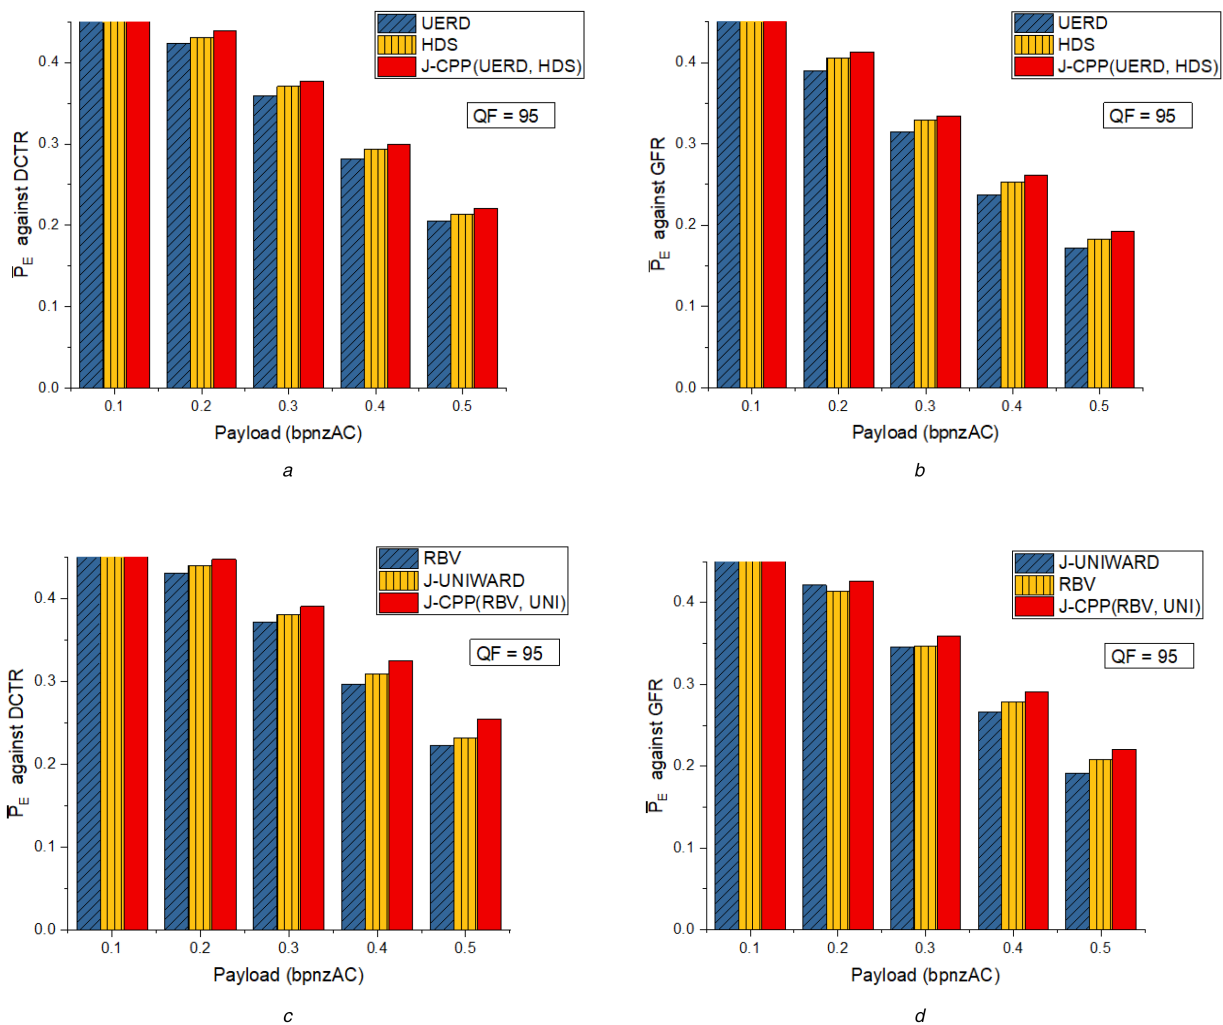 UERD
HDS
J-CPP(UERD, HDS)
QF = 95
0.4
0.3
0.2
0.1
0.0
P̅E against DCTR
0.1 0.2 0.3 0.4 0.5
Payload (bpnzAC)
a
UERD
HDS
J-CPP(UERD, HDS)
QF = 95
0.4
0.3
0.2
0.1
0.0
P̅E against GFR
0.1 0.2 0.3 0.4 0.5
Payload (bpnzAC)
b
RBV
J-UNIWARD
J-CPP(RBV, UNI)
QF = 95
0.4
0.3
0.2
0.1
0.0
P̅E against DCTR
0.1 0.2 0.3 0.4 0.5
Payload (bpnzAC)
c
J-UNIWARD
RBV
J-CPP(RBV, UNI)
QF = 95
0.4
0.3
0.2
0.1
0.0
P̅E against GFR
0.1 0.2 0.3 0.4 0.5
Payload (bpnzAC)
d